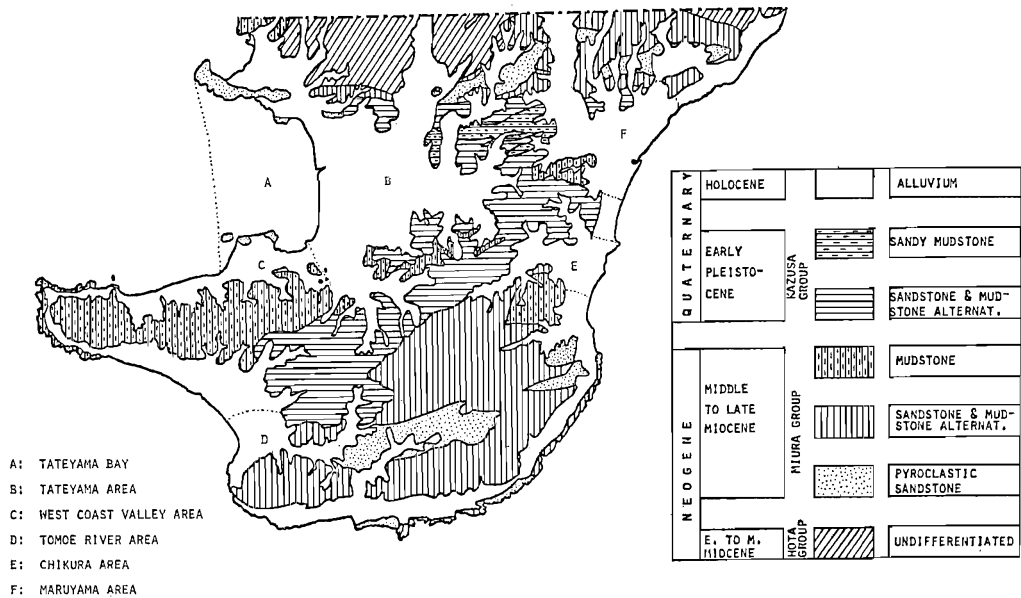 A
B
C
D
E
F
A: TATEYAMA BAY
B: TATEYAMA AREA
C: WEST COAST VALLEY AREA
D: TOMOE RIVER AREA
E: CHIKURA AREA
F: MARUYAMA AREA
QUATERNARY
HOLOCENE
ALLUVIUM
EARLY
PLEISTO-
CENE
KAZUSA
GROUP
SANDY MUDSTONE
SANDSTONE & MUD-
STONE ALTERNAT.
NEOGENE
MIDDLE
TO LATE
MIOCENE
MIURA GROUP
MUDSTONE
SANDSTONE & MUD-
STONE ALTERNAT.
PYROCLASTIC
SANDSTONE
E. TO M.
MIOCENE
HOTA
GROUP
UNDIFFERENTIATED